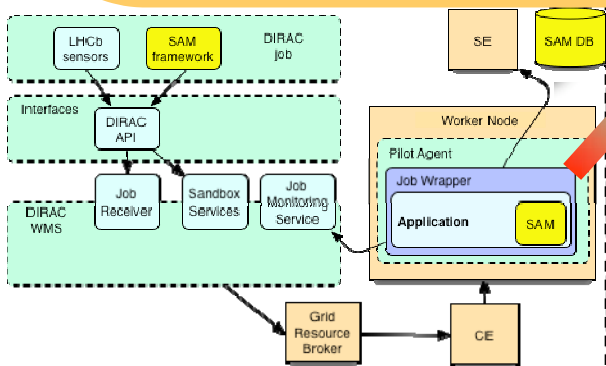 LHCb
sensors
SAM
framework
DIRAC
job
SE
SAM DB
Interfaces
DIRAC
API
Worker Node
Pilot Agent
Job Wrapper
Application
SAM
DIRAC
WMS
Job
Receiver
Sandbox
Services
Job
Monitoring
Service
Grid
Resource
Broker
CE